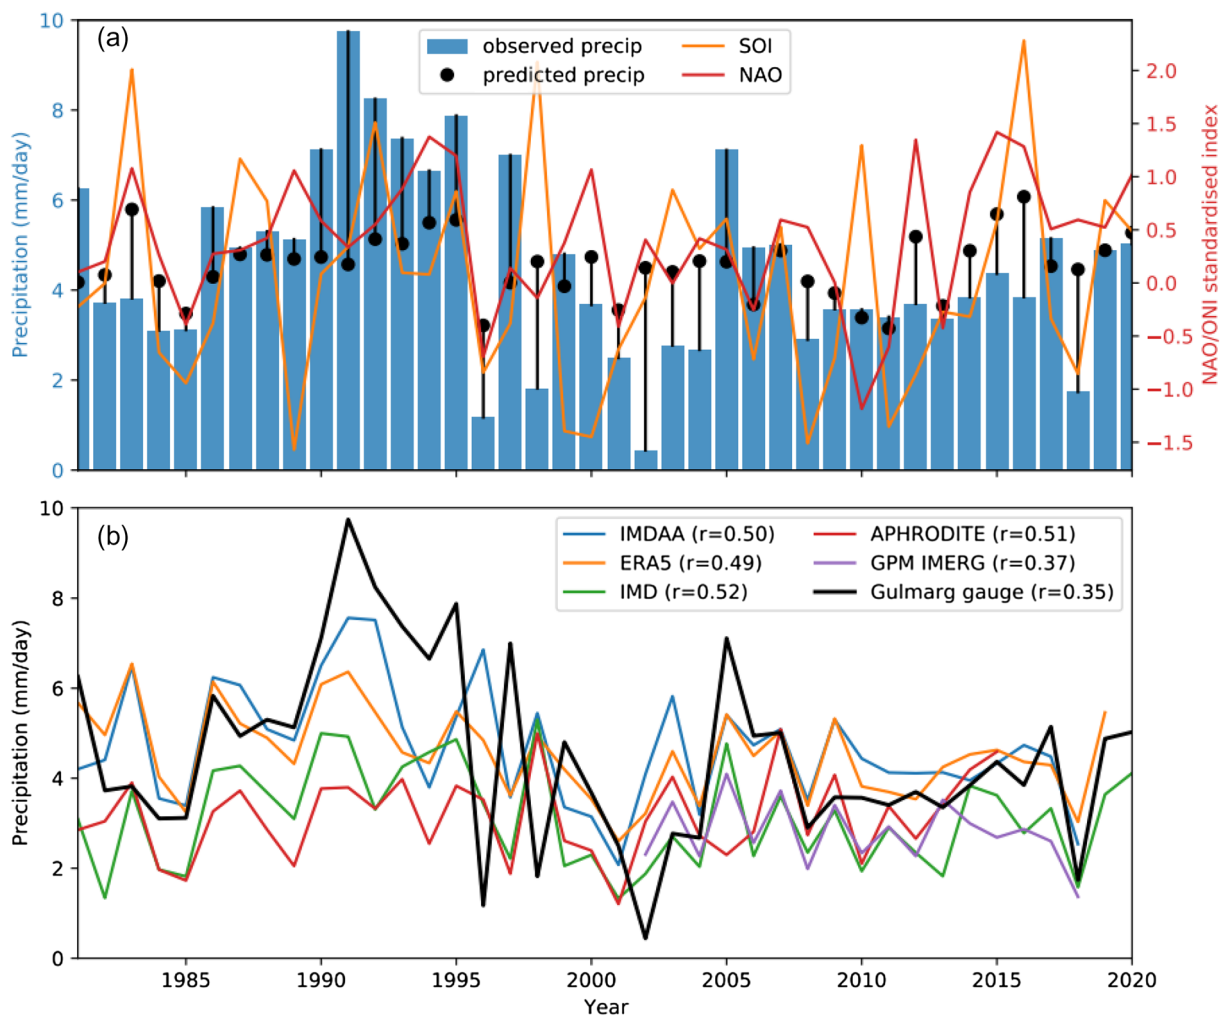 (a)
observed precip
predicted precip
SOI
NAO
10
8
6
4
2
0
Precipitation (mm/day)
2.0
1.5
1.0
0.5
0.0
−0.5
−1.0
−1.5
NAO/ONI standardised index
(b)
IMDAA (r=0.50)
ERA5 (r=0.49)
IMD (r=0.52)
APHRODITE (r=0.51)
GPM IMERG (r=0.37)
Gulmarg gauge (r=0.35)
10
8
6
4
2
0
Precipitation (mm/day)
1985
1990
1995
2000
2005
2010
2015
2020
Year